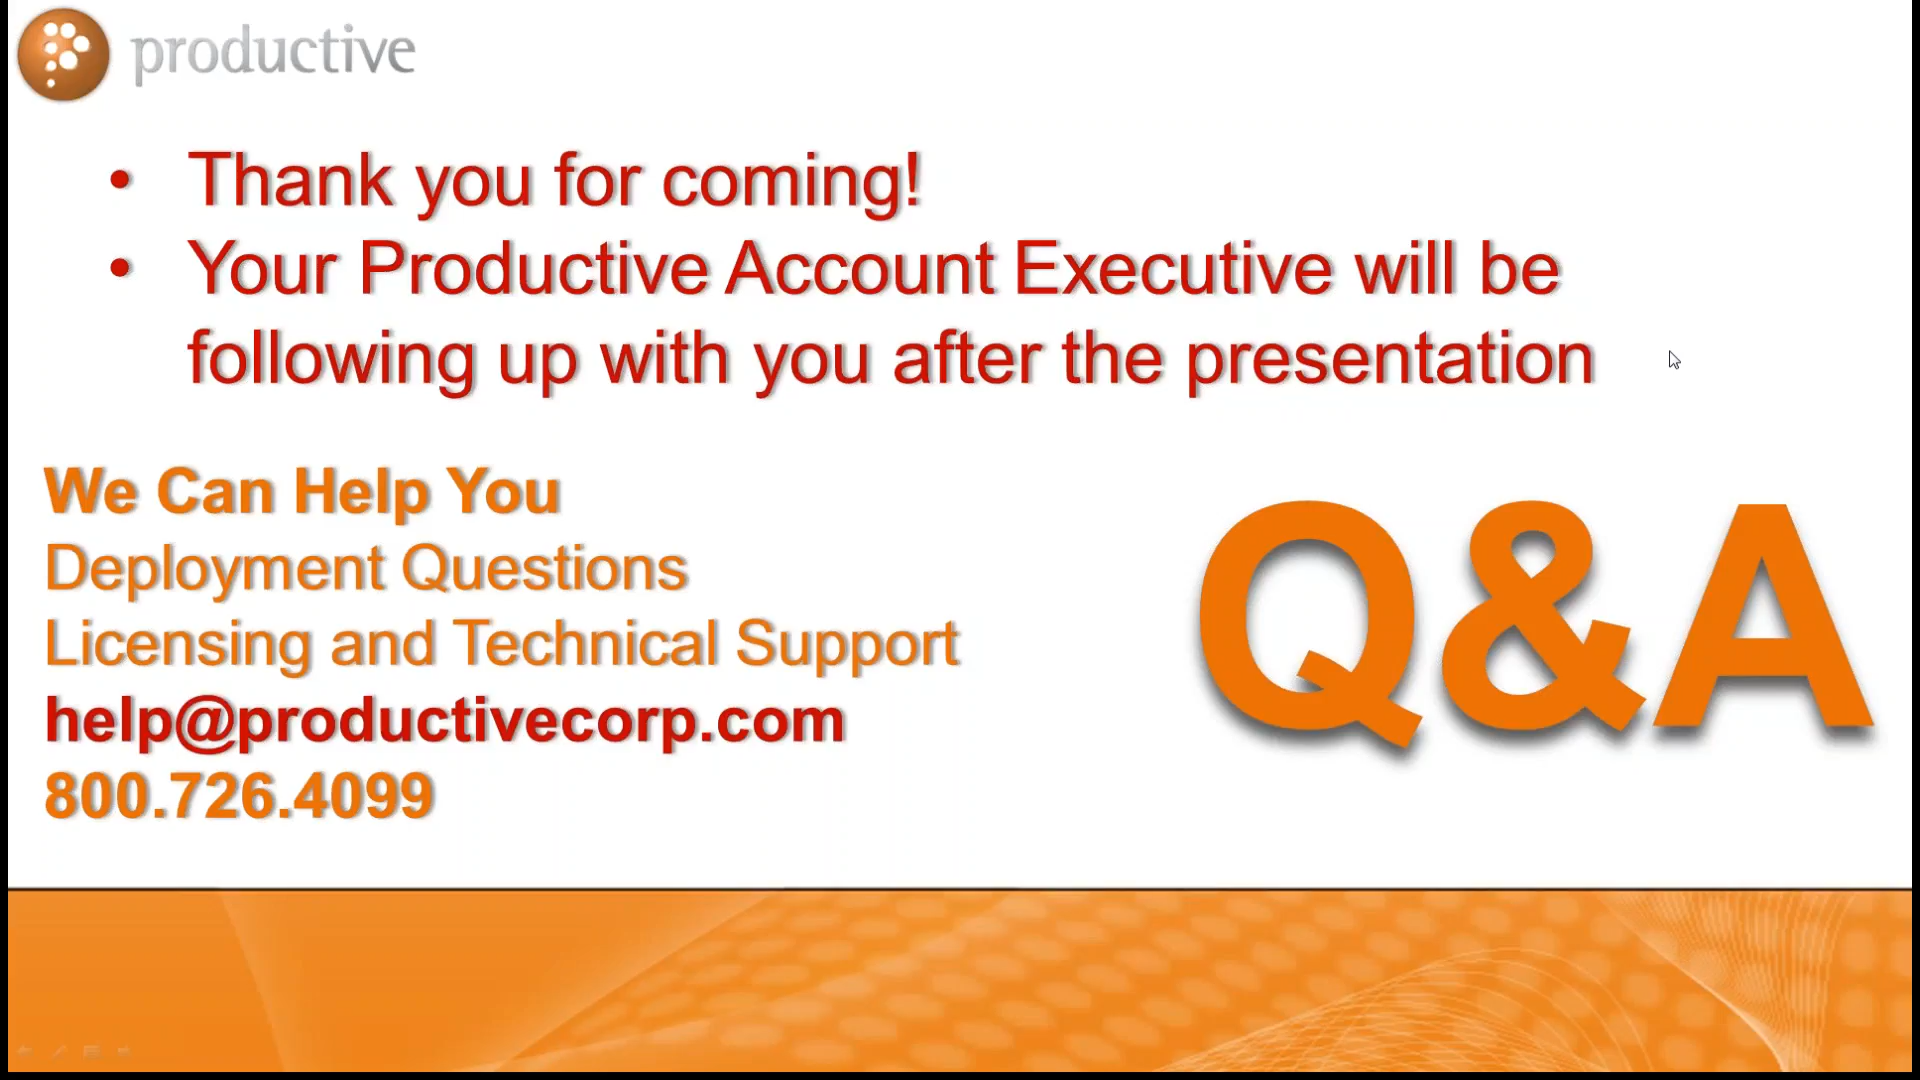 productive
• Thank you for coming!
• Your Productive Account Executive will be
following up with you after the presentation
We Can Help You
Deployment Questions
Licensing and Technical Support
help@productivecorp.com
800.726.4099
Q&A